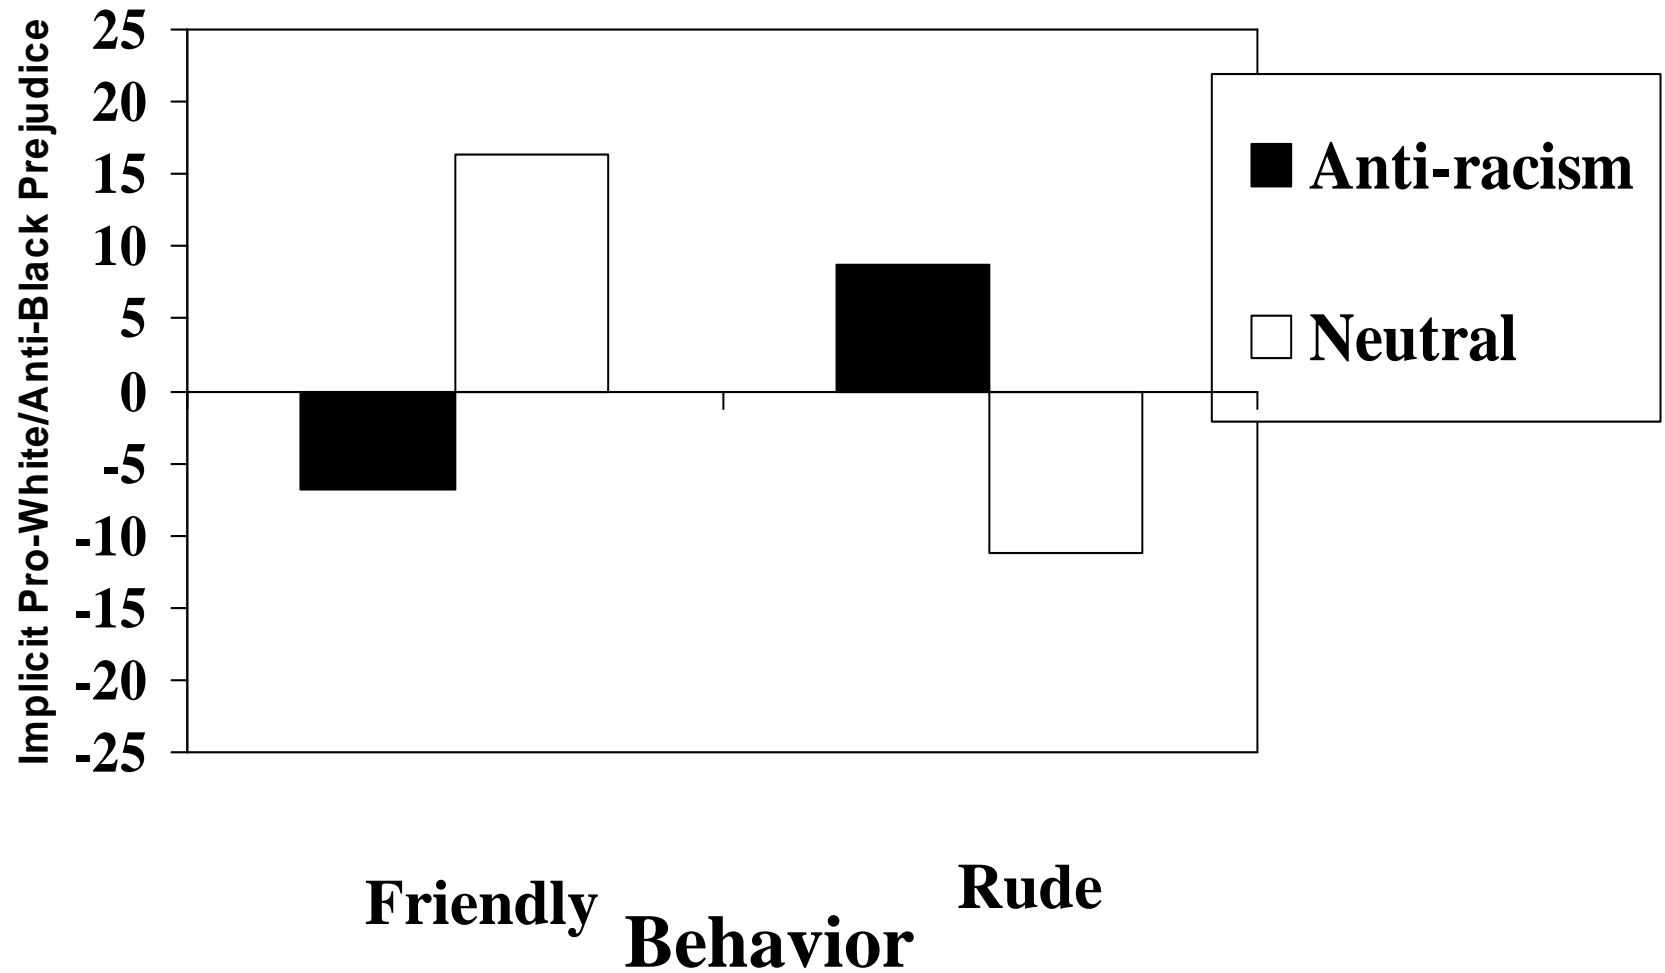 Implicit Pro-White/Anti-Black Prejudice
25
20
15
10
5
0
-5
-10
-15
-20
-25
Anti-racism
Neutral
Friendly
Rude
Behavior